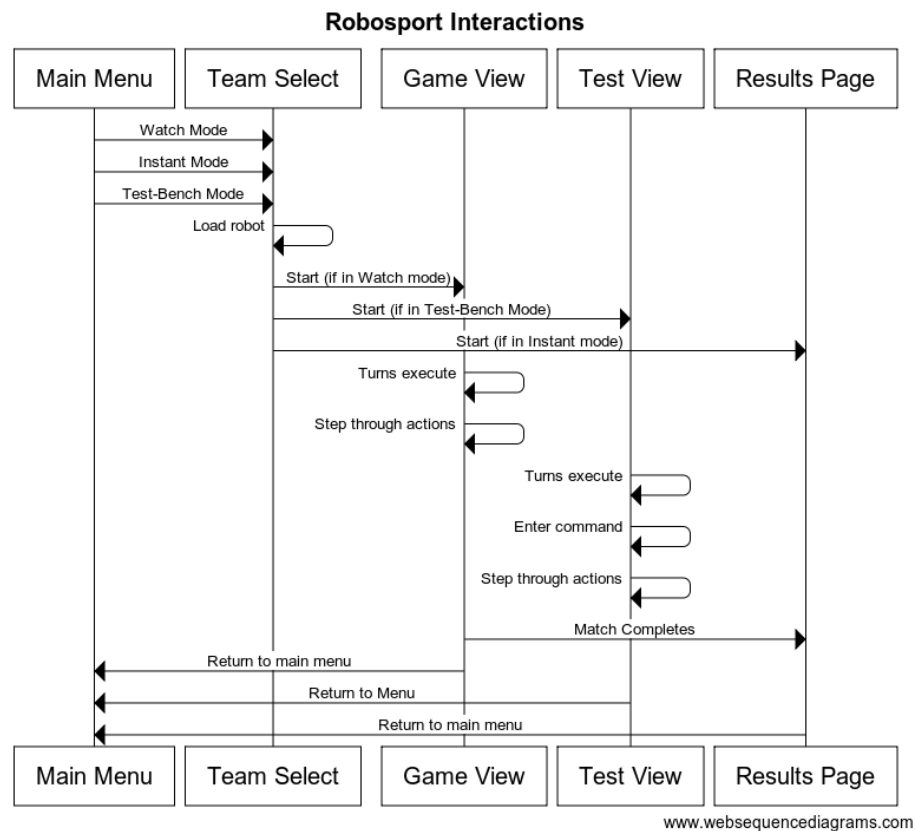 Robosport Interactions
Main Menu
Team Select
Game View
Test View
Results Page
Watch Mode
Instant Mode
Test-Bench Mode
Load robot
Start (if in Watch mode)
Start (if in Test-Bench Mode)
Start (if in Instant mode)
Turns execute
Step through actions
Turns execute
Enter command
Step through actions
Match Completes
Return to main menu
Return to Menu
Return to main menu
Main Menu
Team Select
Game View
Test View
Results Page
www.websequencediagrams.com